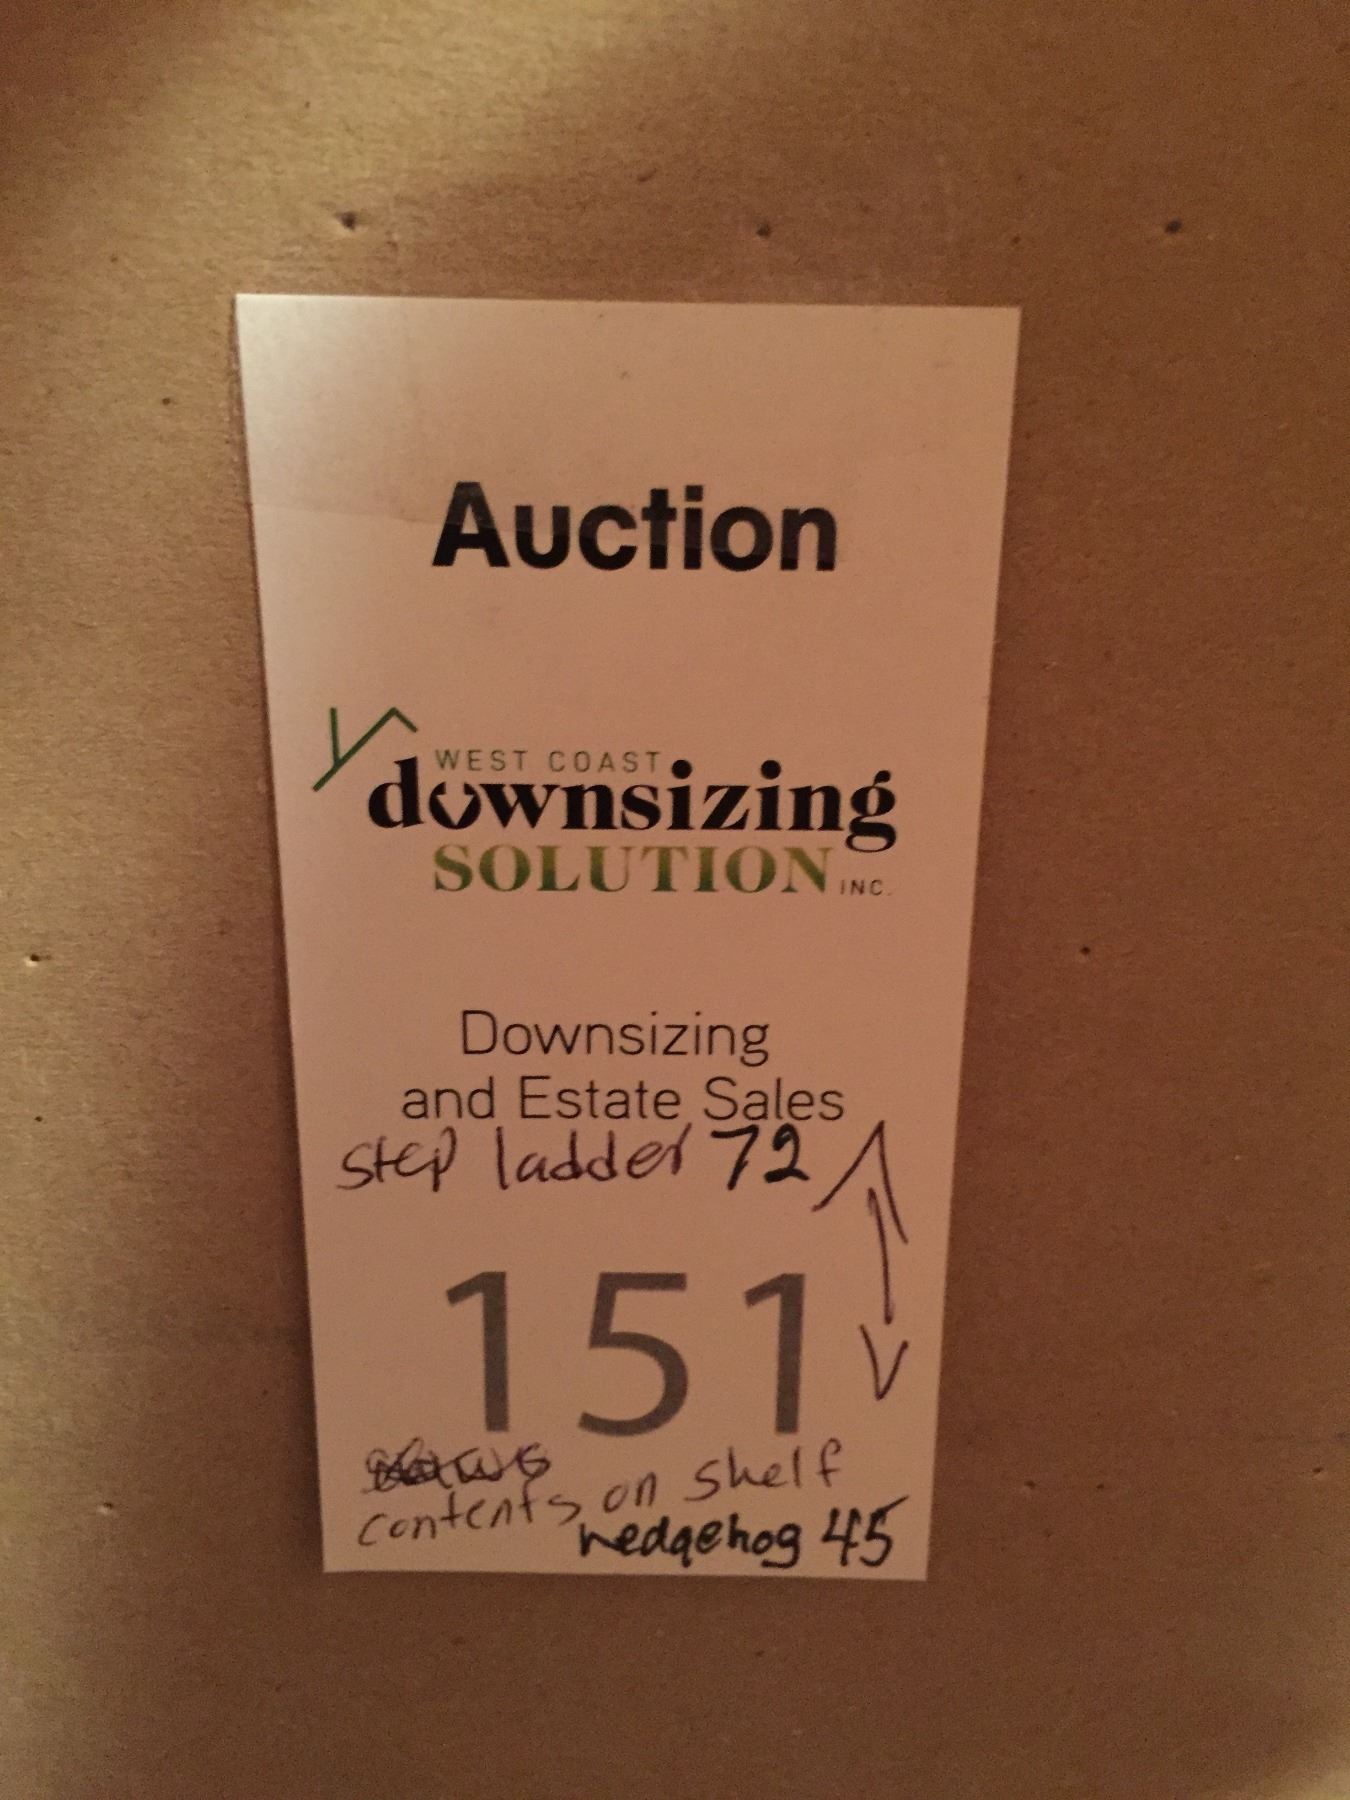 Auction
WEST COAST
downsizing
SOLUTION INC.
Downsizing
and Estate Sales
step ladder 72
151
contents on shelf
hedgehog 45